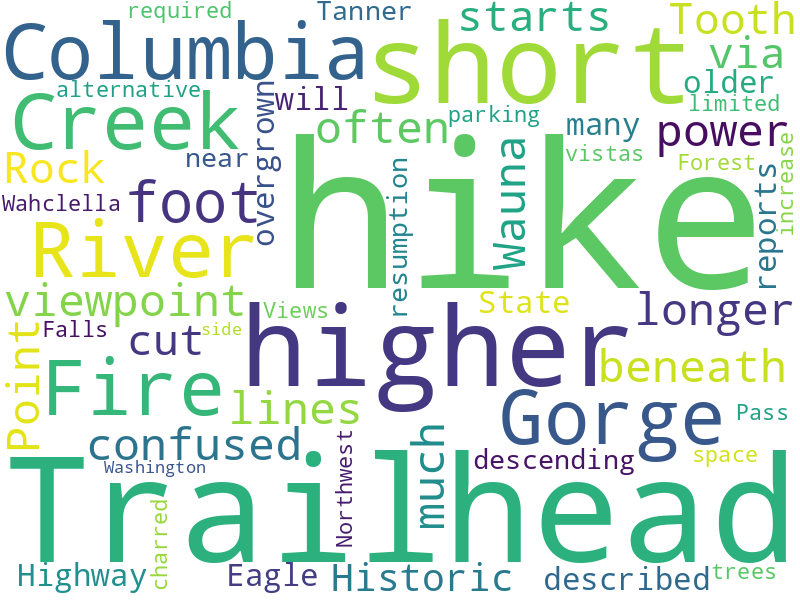 required
Tanner
starts
Tooth
Columbia
short
via
alternative
will
older
limited
Creek
often
parking
many
power
overgrown
near
vistas
Forest
Rock
hike
Wauna
increase
Wahclella
foot
resumption
reports
River
viewpoint
Views
State
longer
Falls
side
cut
higher
Point
Fire
beneath
lines
Gorge
Pass
confused
much
Northwest
descending
space
Washington
Trailhead
charred
Highway
Eagle
Historic
described
trees